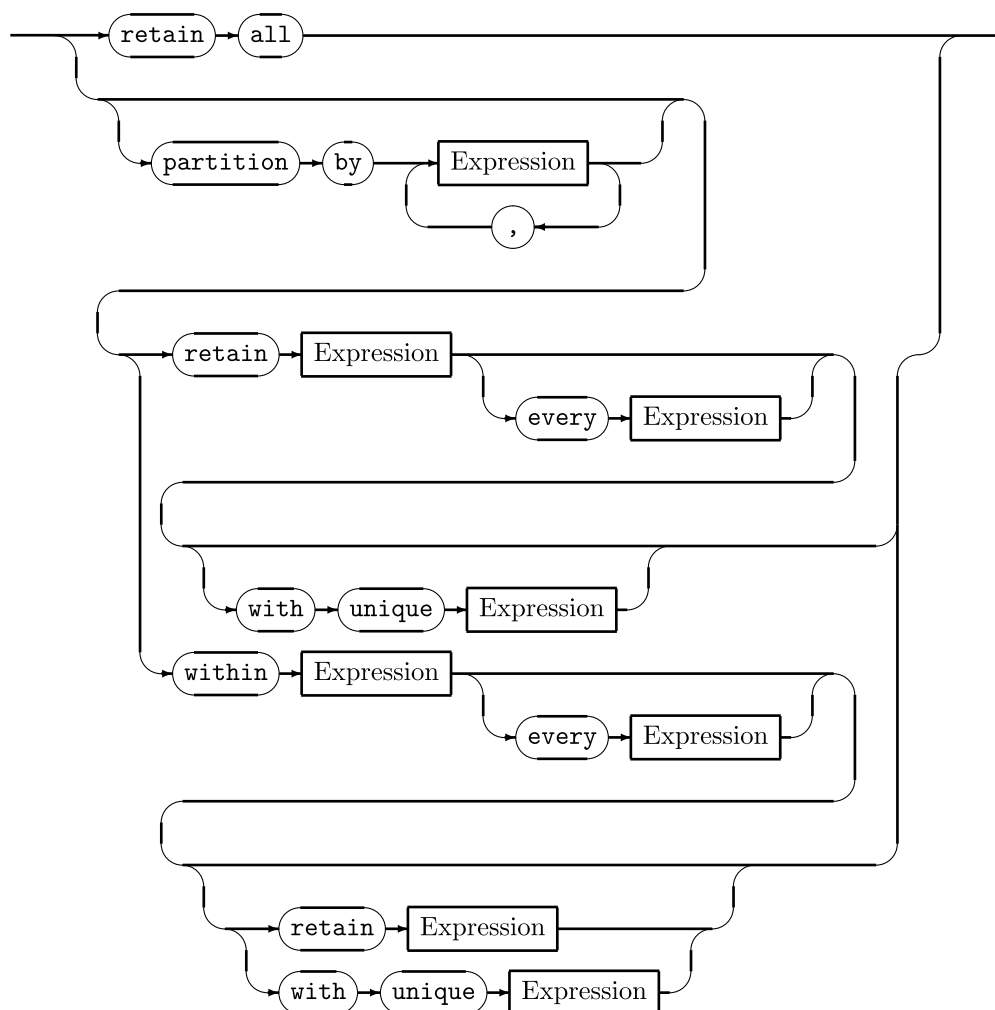 retain all
partition by Expression
,
retain Expression
every Expression
with unique Expression
within Expression
every Expression
retain Expression
with unique Expression